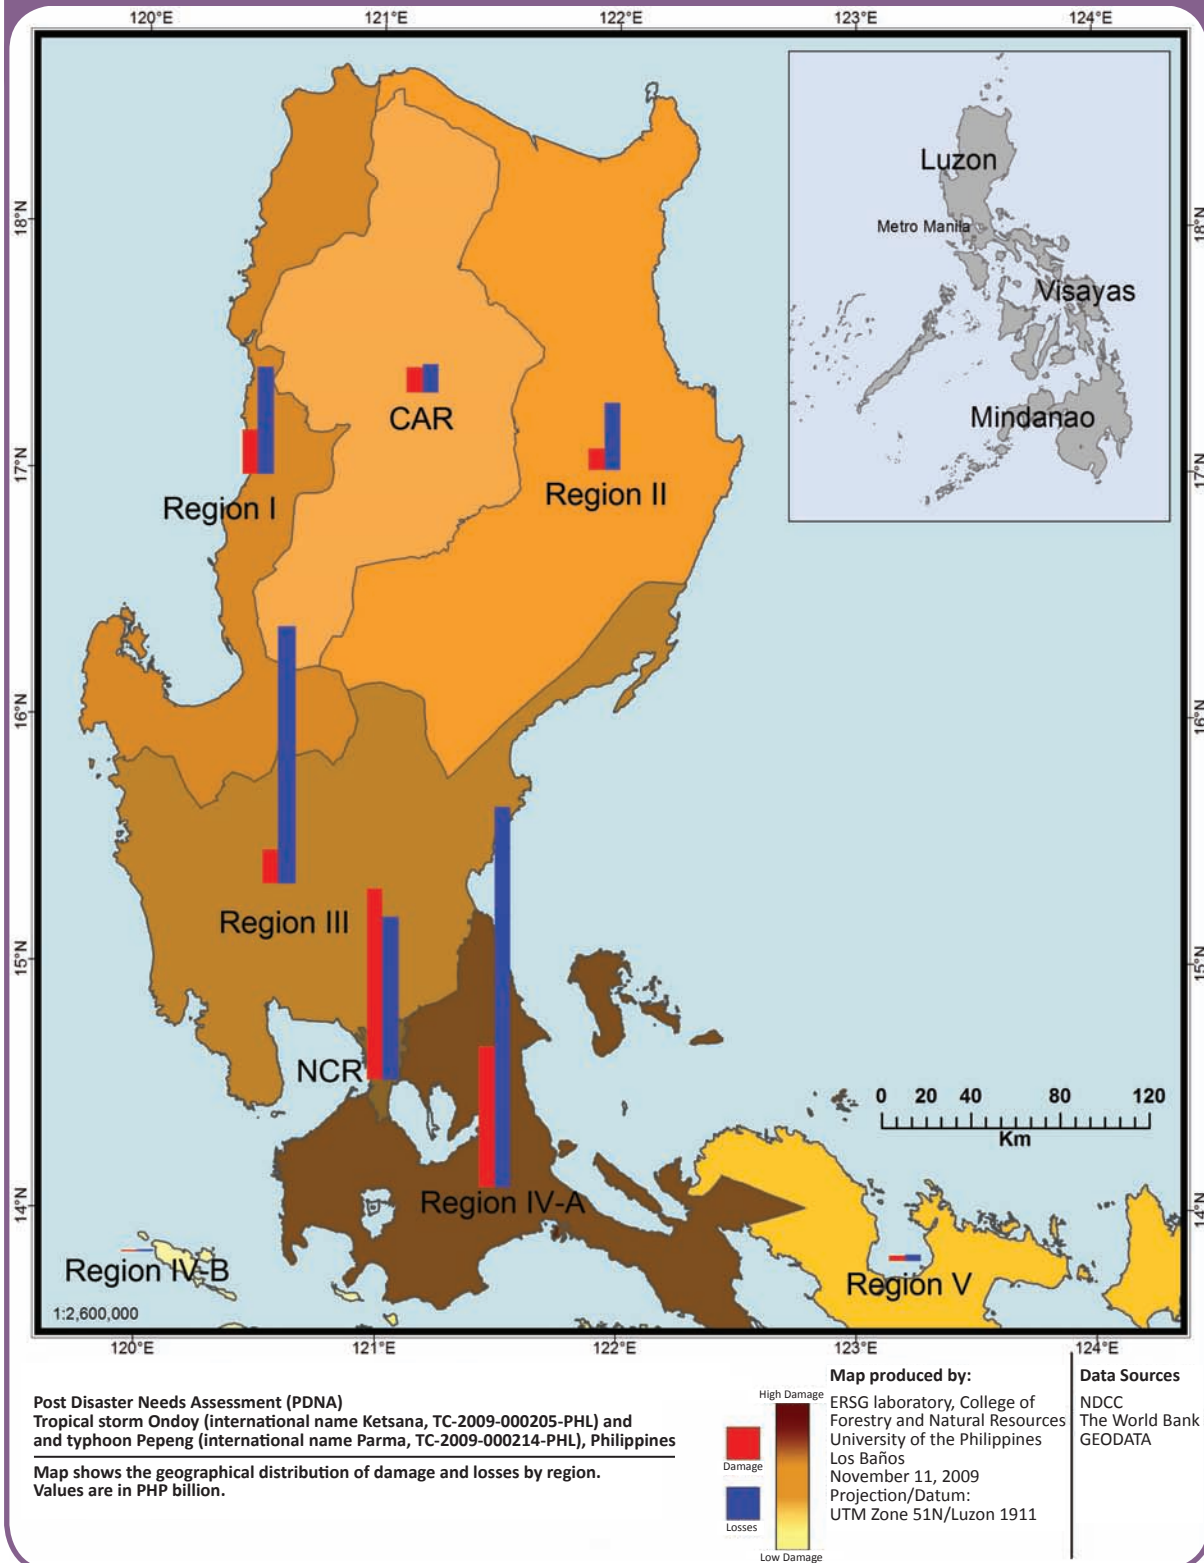 120°E 121°E 122°E 123°E 124°E
18°N
17°N
16°N
15°N
14°N
18°N
17°N
16°N
15°N
14°N
Luzon
Metro Manila
Visayas
Mindanao
CAR
Region I
Region II
Region III
NCR
Region IV-A
Region IV-B
Region V
0 20 40 80 120
Km
1:2,600,000
120°E 121°E 122°E 123°E 124°E
Post Disaster Needs Assessment (PDNA)
Tropical storm Ondoy (international name Ketsana, TC-2009-000205-PHL) and
and typhoon Pepeng (international name Parma, TC-2009-000214-PHL), Philippines
Map shows the geographical distribution of damage and losses by region.
Values are in PHP billion.
Damage
Losses
High Damage
Low Damage
Map produced by:
ERSG laboratory, College of
Forestry and Natural Resources
University of the Philippines
Los Baños
November 11, 2009
Projection/Datum:
UTM Zone 51N/Luzon 1911
Data Sources
NDCC
The World Bank
GEODATA